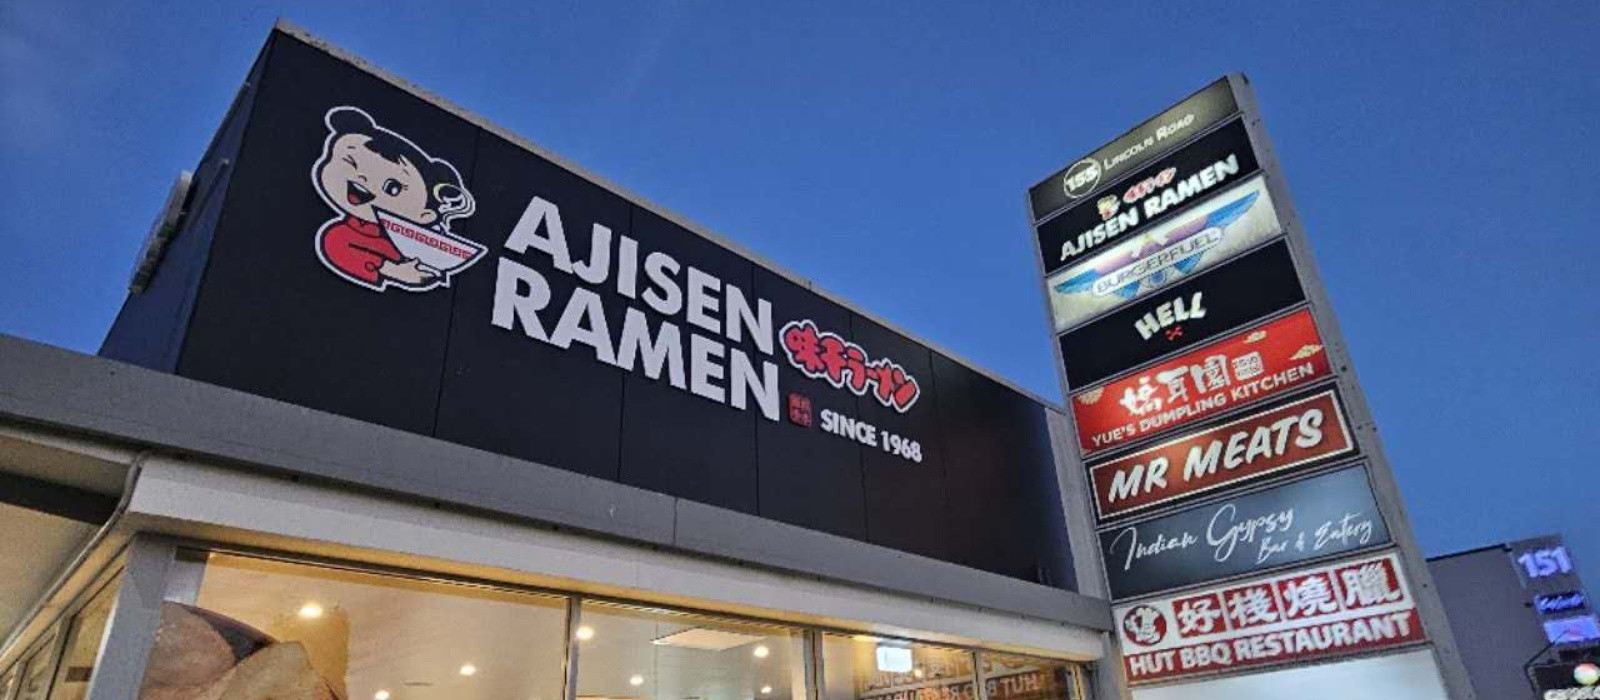 AJISEN
RAMEN
味千ラーメン
SINCE 1968
155 LINCOLN ROAD
AJISEN RAMEN
BURGERFUEL
HELL
YUE'S DUMPLING KITCHEN
MR MEATS
Indian Gypsy
Bar & Eatery
好棧燒臘
HUT BBQ RESTAURANT
151